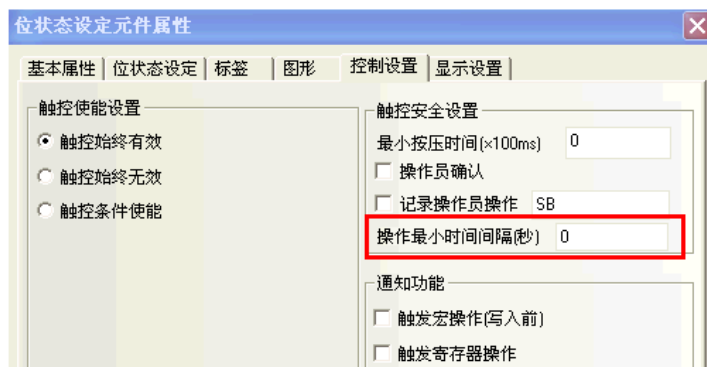 位状态设定元件属性
基本属性 位状态设定 标签 图形 控制设置 显示设置
触控使能设置
触控始终有效
触控始终无效
触控条件使能
触控安全设置
最小按压时间(×100ms) 0
操作员确认
记录操作员操作 SB
操作最小时间间隔(秒) 0
通知功能
触发宏操作(写入前)
触发寄存器操作